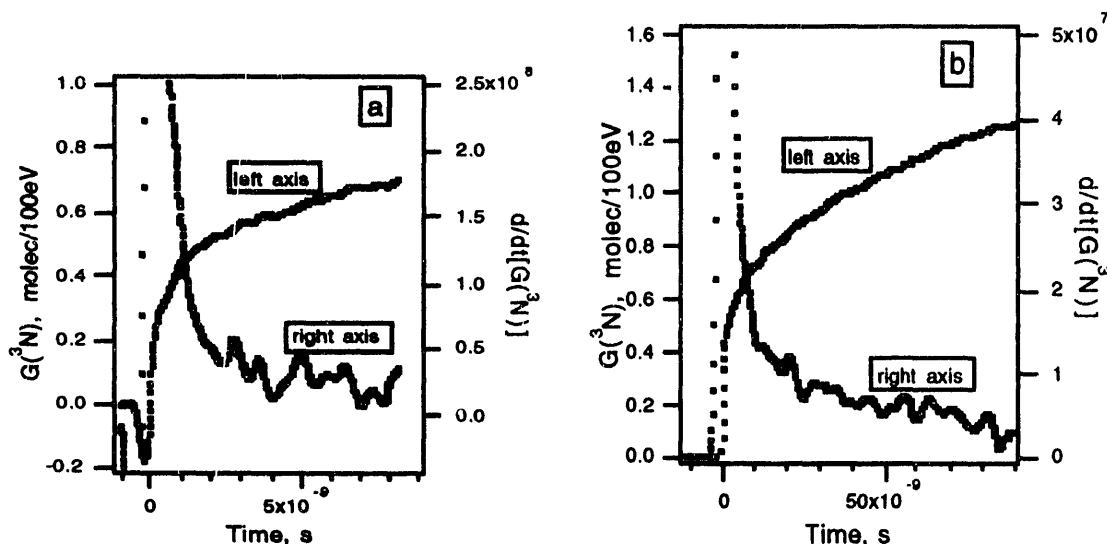 a
G(³N), molec/100eV
1.0
0.8
0.6
0.4
0.2
0.0
-0.2
left axis
right axis
2.5x10⁸
2.0
1.5
1.0
0.5
0.0
d/dt[G(³N)]
0
5x10⁻⁹
Time, s
b
G(³N), molec/100eV
1.6
1.4
1.2
1.0
0.8
0.6
0.4
0.2
0.0
left axis
right axis
5x10⁷
4
3
2
1
0
d/dt[G(³N)]
0
50x10⁻⁹
Time, s